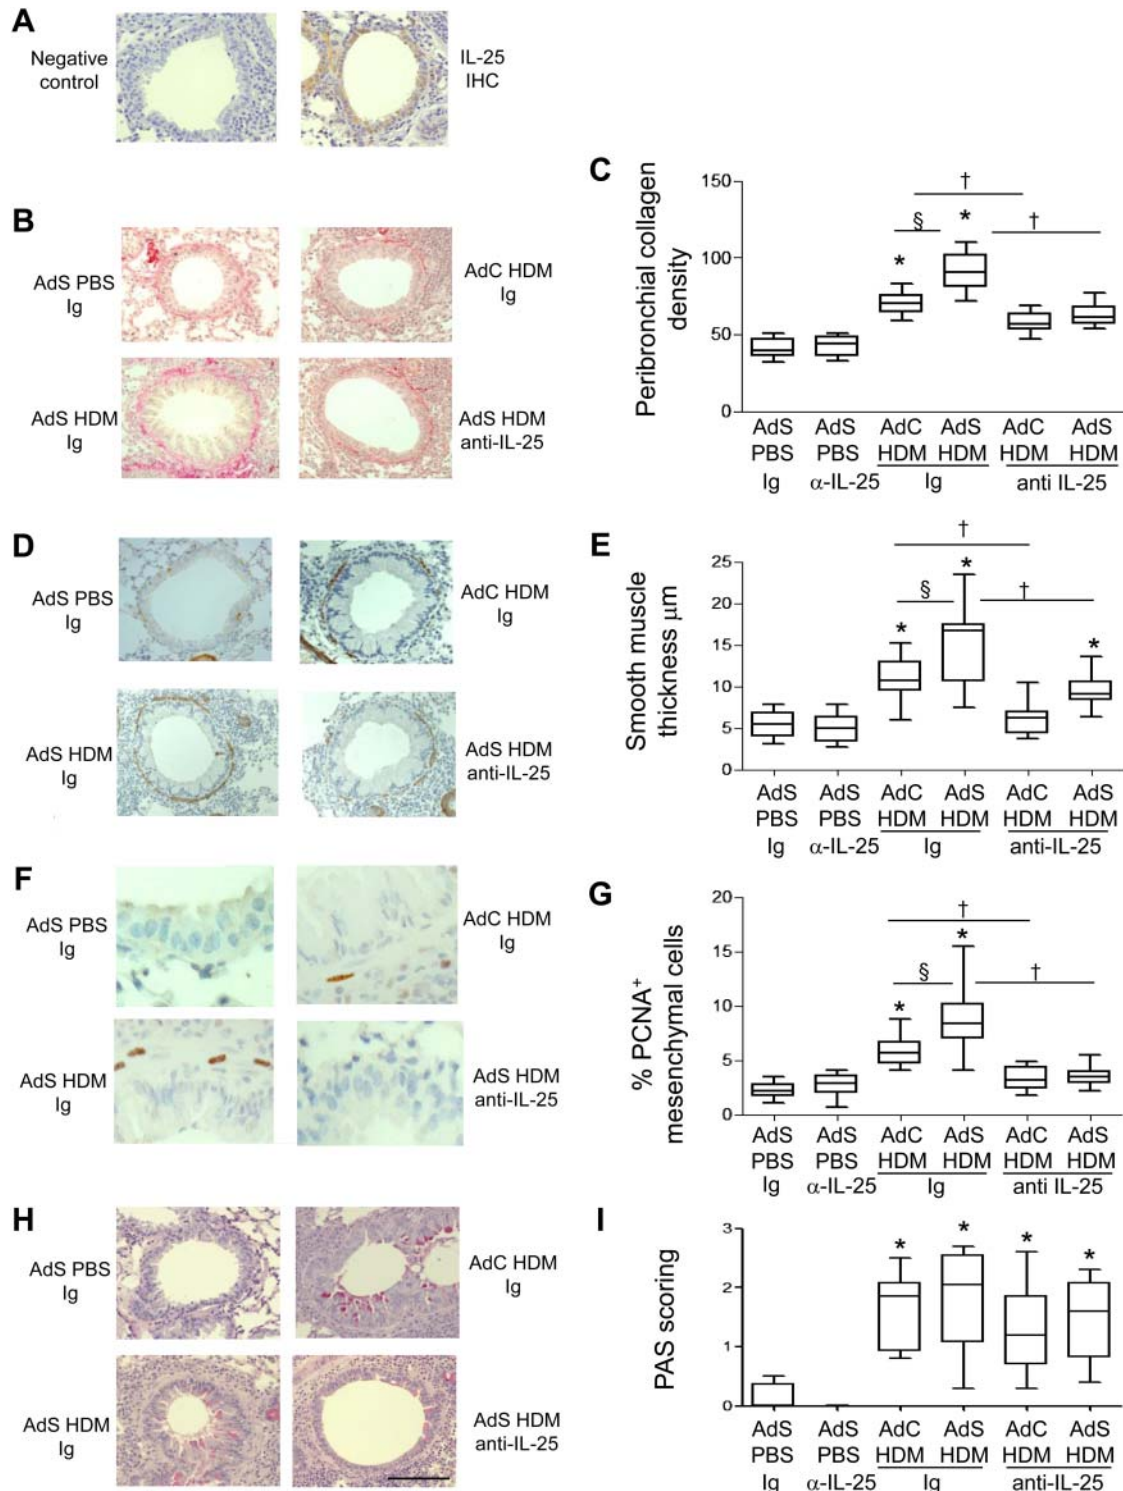 A
Negative
control
IL-25
IHC
B
AdS PBS
Ig
AdC HDM
Ig
AdS HDM
Ig
AdS HDM
anti-IL-25
C
Peribronchial collagen
density
150
100
50
0
†
§
*
*
†
AdS AdS AdC AdS AdC AdS
PBS PBS HDM HDM HDM HDM
Ig α-IL-25 Ig anti IL-25
D
AdS PBS
Ig
AdC HDM
Ig
AdS HDM
Ig
AdS HDM
anti-IL-25
E
Smooth muscle
thickness μm
25
20
15
10
5
0
†
*
§
†
*
*
AdS AdS AdC AdS AdC AdS
PBS PBS HDM HDM HDM HDM
Ig α-IL-25 Ig anti-IL-25
F
AdS PBS
Ig
AdC HDM
Ig
AdS HDM
Ig
AdS HDM
anti-IL-25
G
% PCNA+
mesenchymal cells
20
15
10
5
0
†
*
§
†
*
AdS AdS AdC AdS AdC AdS
PBS PBS HDM HDM HDM HDM
Ig α-IL-25 Ig anti IL-25
H
AdS PBS
Ig
AdC HDM
Ig
AdS HDM
Ig
AdS HDM
anti-IL-25
I
PAS scoring
3
2
1
0
* * * *
AdS AdS AdC AdS AdC AdS
PBS PBS HDM HDM HDM HDM
Ig α-IL-25 Ig anti-IL-25